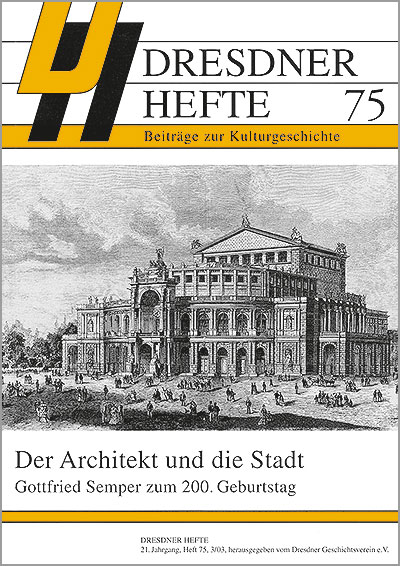 DRESDNER
HEFTE 75
Beiträge zur Kulturgeschichte
Der Architekt und die Stadt
Gottfried Semper zum 200. Geburtstag
DRESDNER HEFTE
21. Jahrgang, Heft 75, 3/03, herausgegeben vom Dresdner Geschichtsverein e.V.